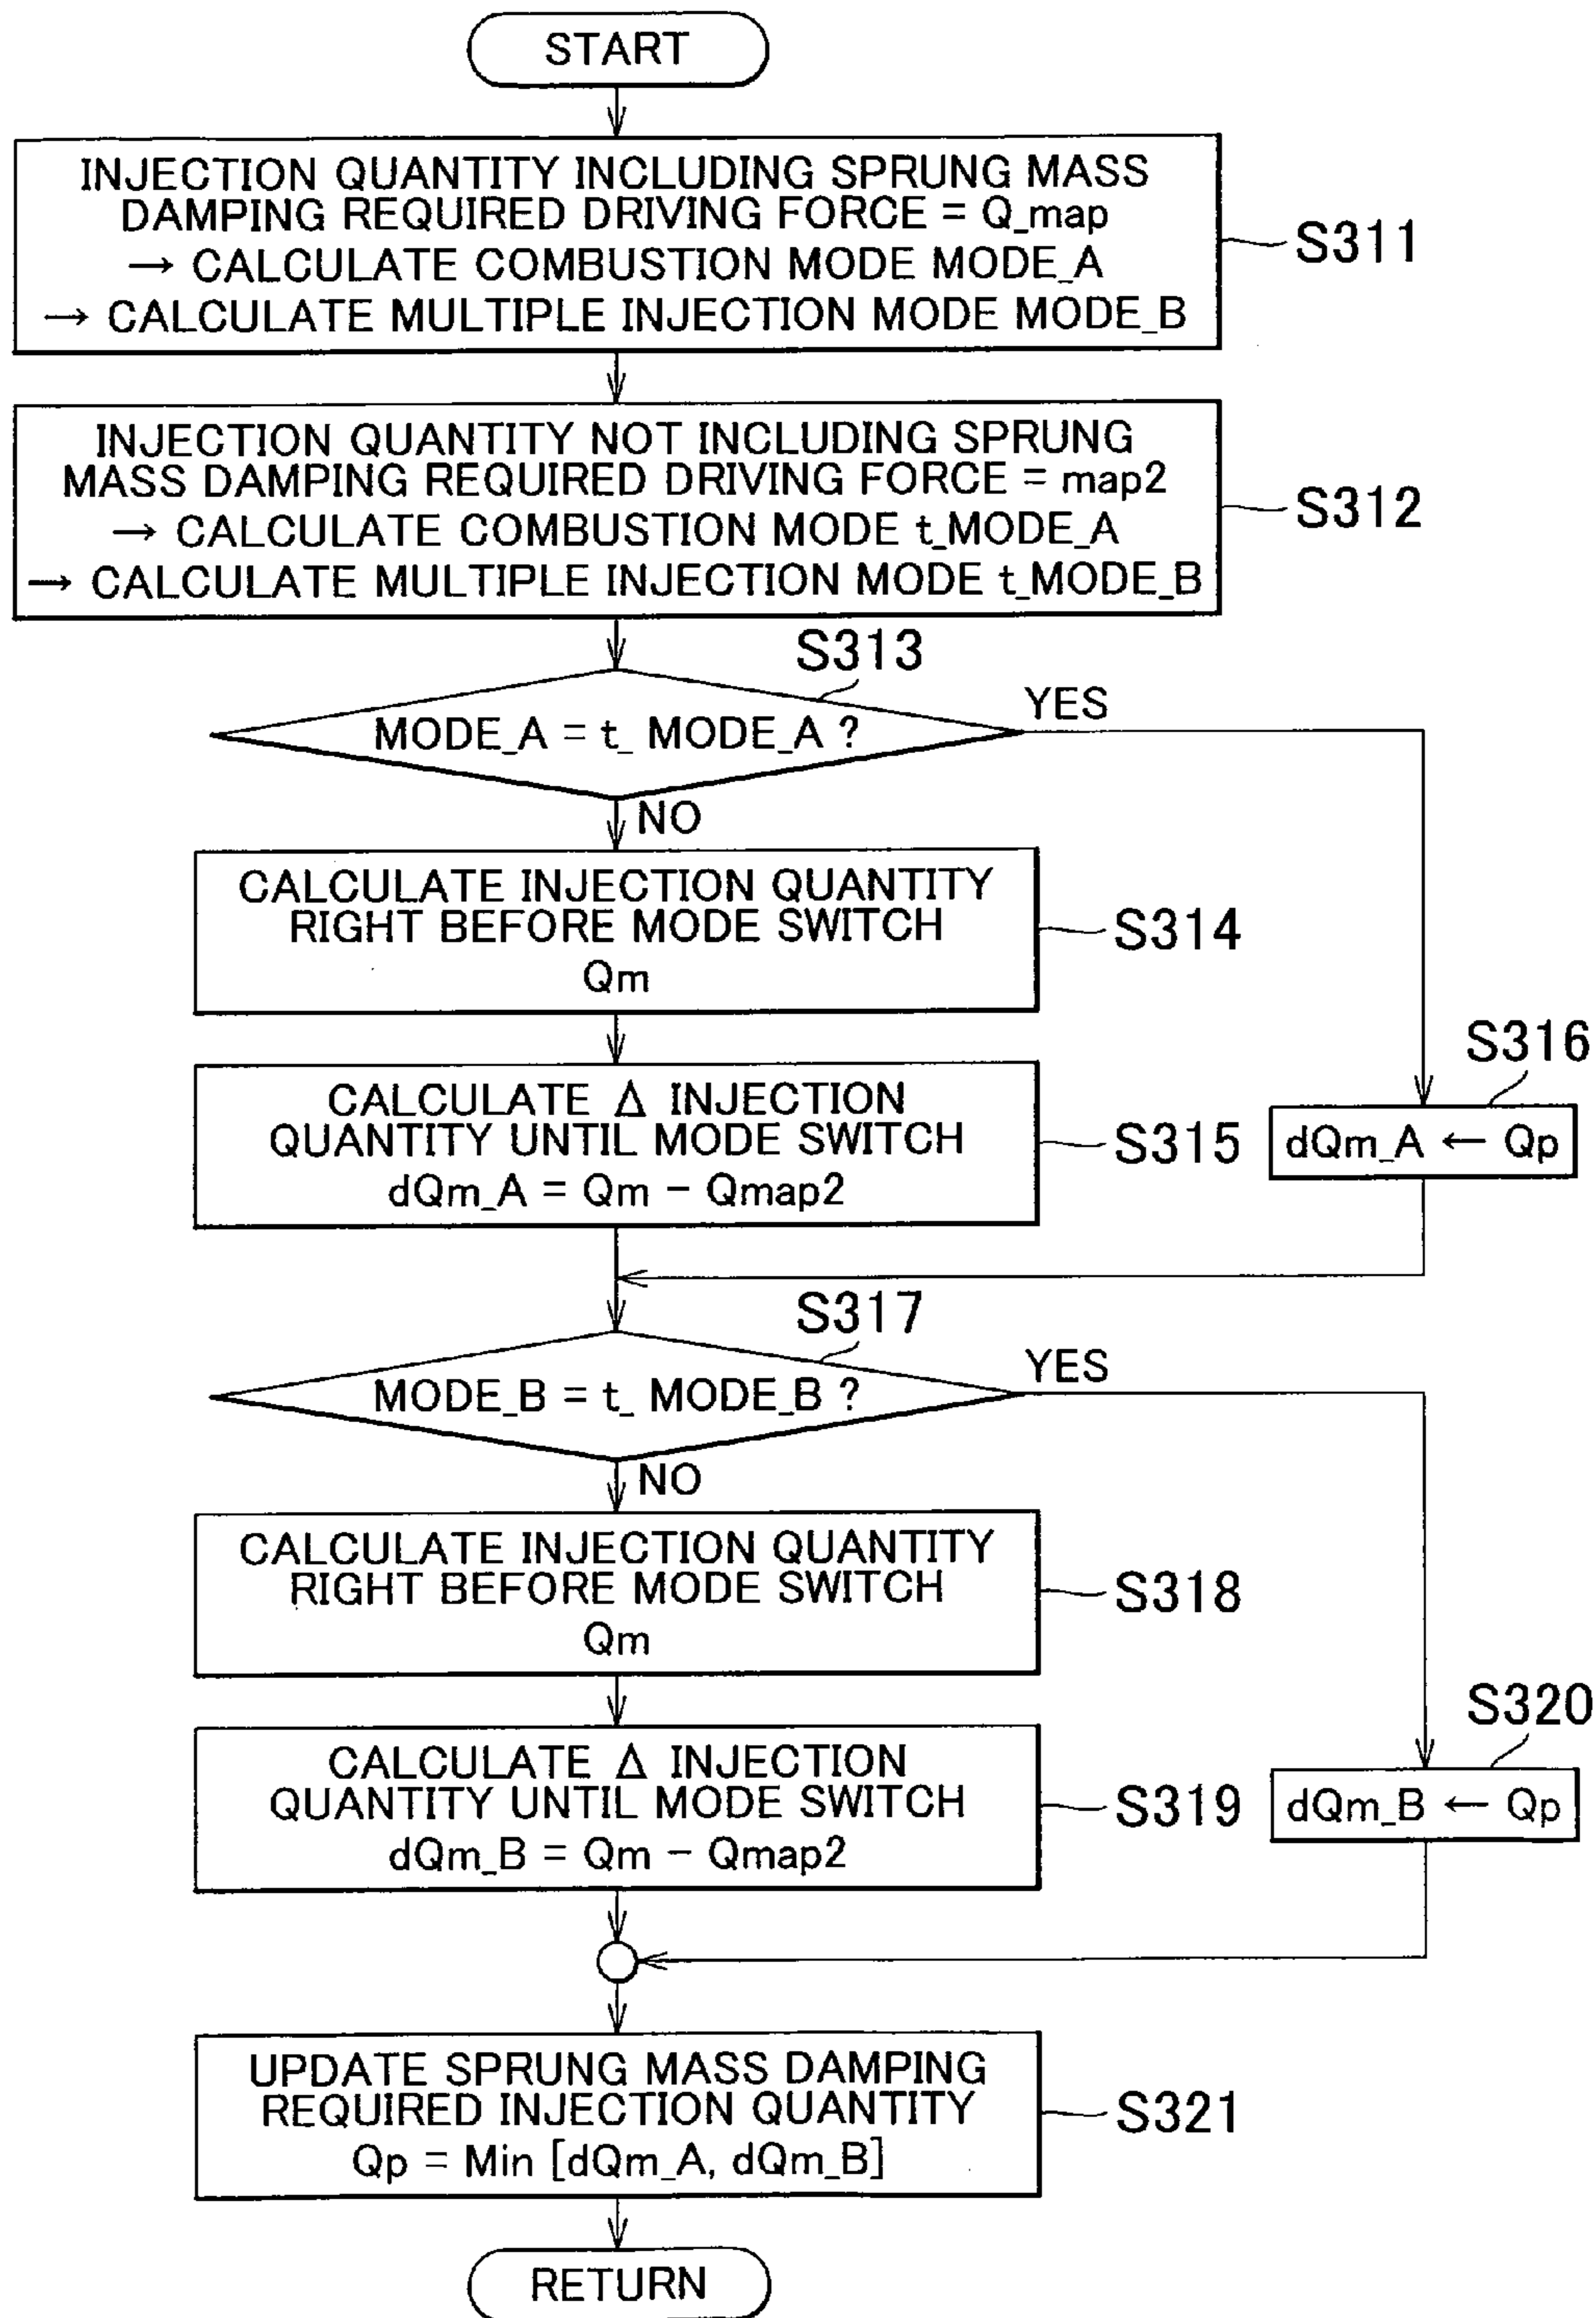 START
INJECTION QUANTITY INCLUDING SPRUNG MASS
DAMPING REQUIRED DRIVING FORCE = Q_map
→ CALCULATE COMBUSTION MODE MODE_A
→ CALCULATE MULTIPLE INJECTION MODE MODE_B
S311
INJECTION QUANTITY NOT INCLUDING SPRUNG
MASS DAMPING REQUIRED DRIVING FORCE = map2
→ CALCULATE COMBUSTION MODE t_MODE_A
→ CALCULATE MULTIPLE INJECTION MODE t_MODE_B
S312
S313
MODE_A = t_ MODE_A ?
YES
NO
CALCULATE INJECTION QUANTITY
RIGHT BEFORE MODE SWITCH
Qm
S314
CALCULATE Δ INJECTION
QUANTITY UNTIL MODE SWITCH
dQm_A = Qm − Qmap2
S315
S316
dQm_A ← Qp
S317
MODE_B = t_ MODE_B ?
YES
NO
CALCULATE INJECTION QUANTITY
RIGHT BEFORE MODE SWITCH
Qm
S318
CALCULATE Δ INJECTION
QUANTITY UNTIL MODE SWITCH
dQm_B = Qm − Qmap2
S319
S320
dQm_B ← Qp
UPDATE SPRUNG MASS DAMPING
REQUIRED INJECTION QUANTITY
Qp = Min [dQm_A, dQm_B]
S321
RETURN